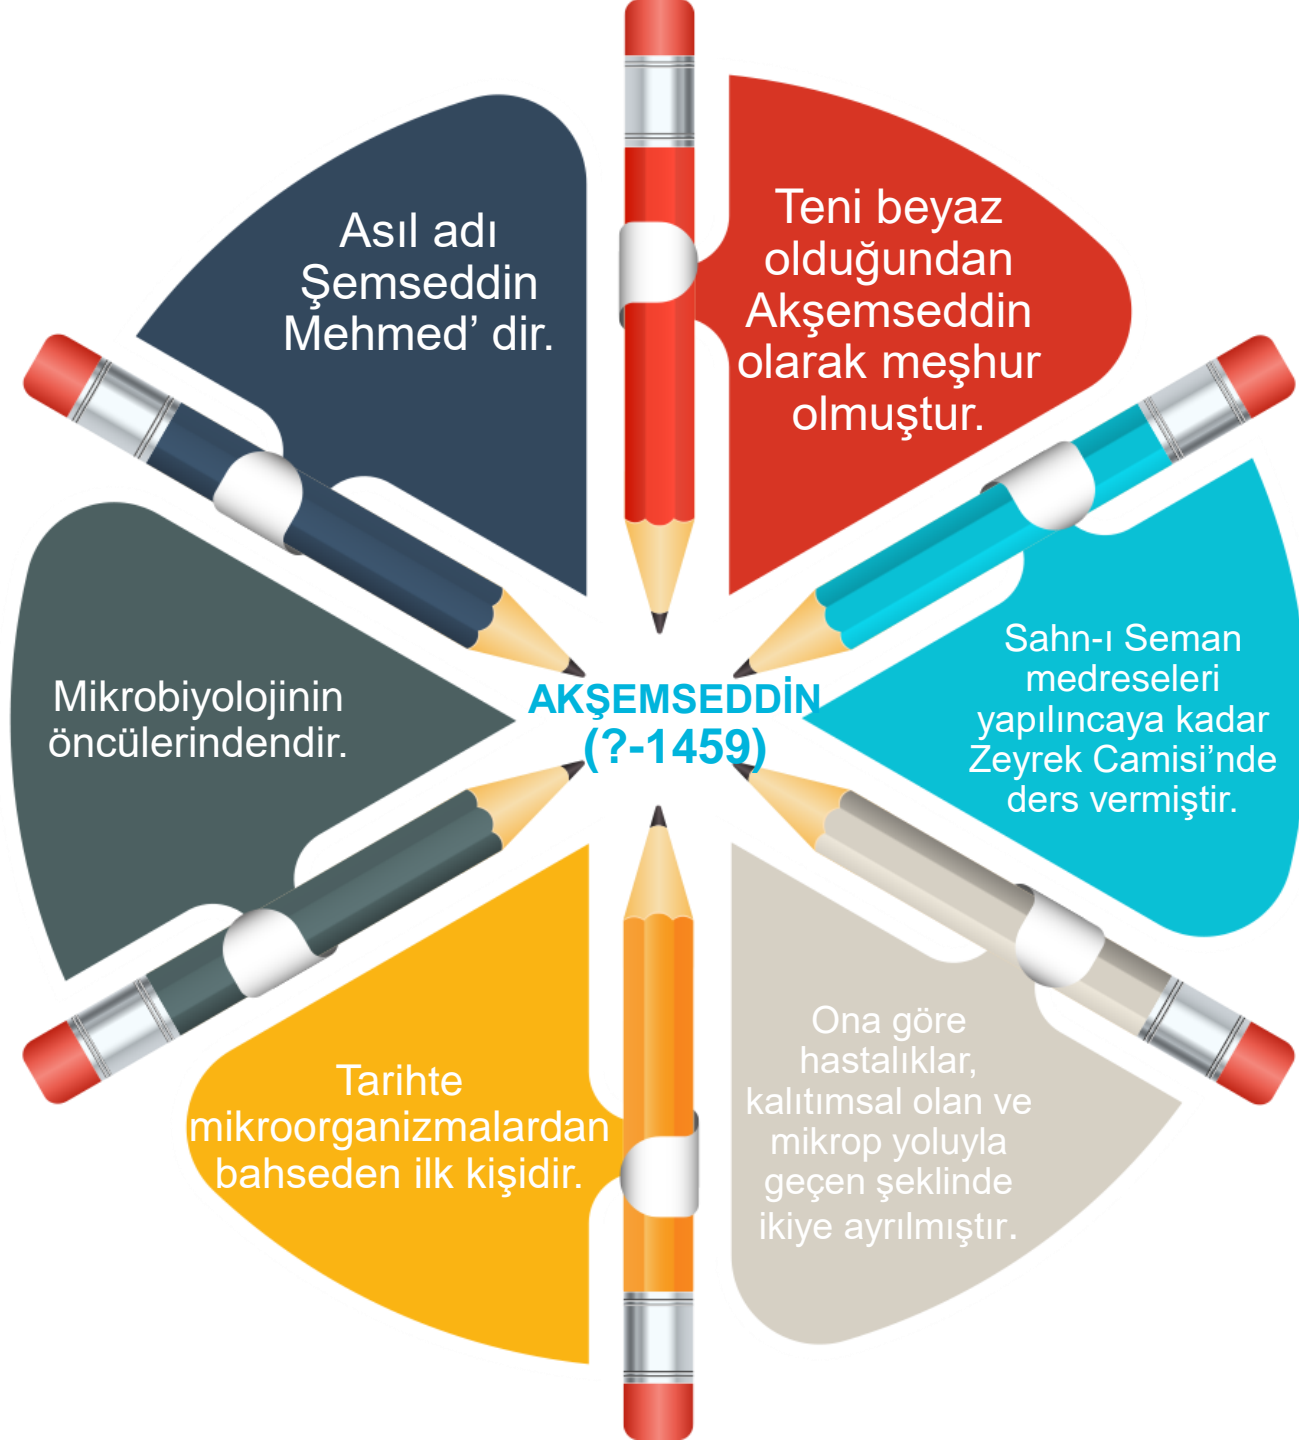 Asıl adı
Şemseddin
Mehmed’ dir.
Teni beyaz
olduğundan
Akşemseddin
olarak meşhur
olmuştur.
Sahn-ı Seman
medreseleri
yapılıncaya kadar
Zeyrek Camisi’nde
ders vermiştir.
Mikrobiyolojinin
öncülerindendir.
AKŞEMSEDDİN
(?-1459)
Ona göre
hastalıklar,
kalıtımsal olan ve
mikrop yoluyla
geçen şeklinde
ikiye ayrılmıştır.
Tarihte
mikroorganizmalardan
bahseden ilk kişidir.